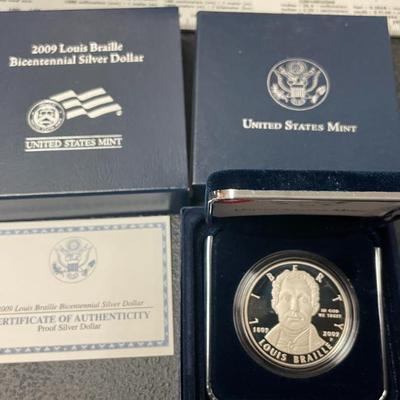 2009 Louis Braille
Bicentennial Silver Dollar
UNITED STATES MINT
UNITED STATES MINT
2009 Louis Braille Bicentennial Silver Dollar
CERTIFICATE OF AUTHENTICITY
Proof Silver Dollar
LIBERTY
IN GOD
WE TRUST
1809
2009
P
LOUIS BRAILLE